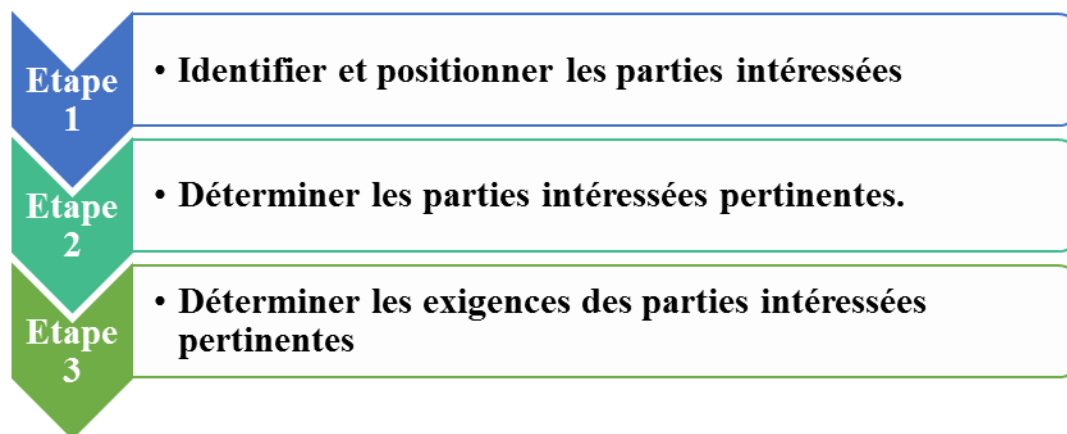 Etape
1
• Identifier et positionner les parties intéressées
Etape
2
• Déterminer les parties intéressées pertinentes.
Etape
3
• Déterminer les exigences des parties intéressées
pertinentes